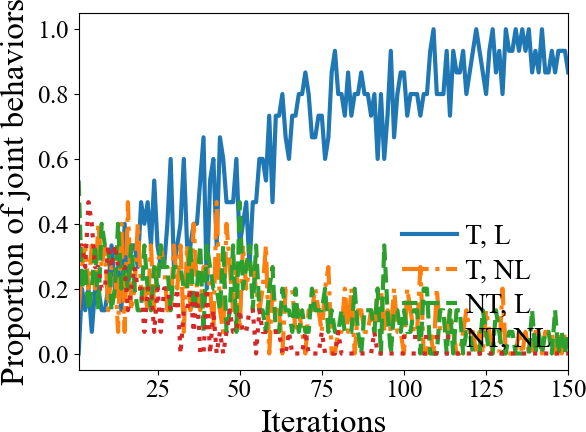 Proportion of joint behaviors
1.0
0.8
0.6
0.4
0.2
0.0
T, L
T, NL
NT, L
NT, NL
25 50 75 100 125 150
Iterations